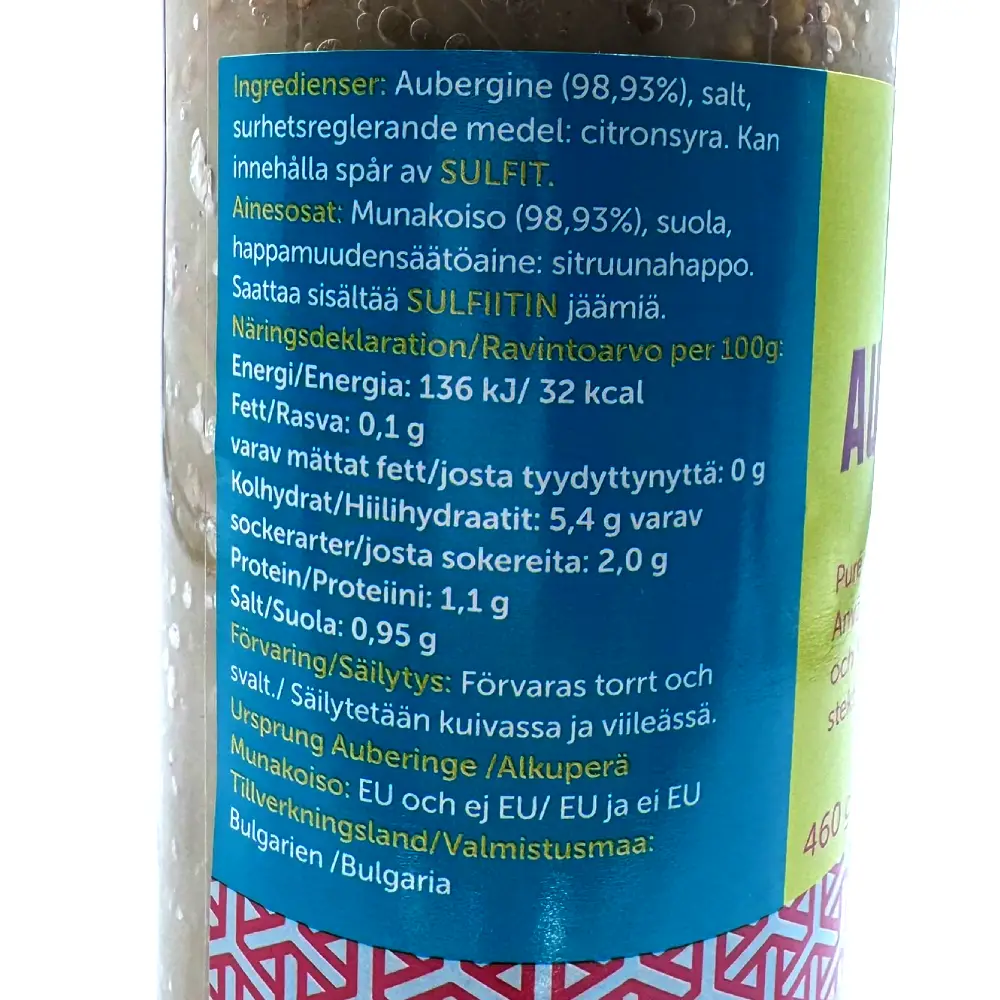 Ingredienser: Aubergine (98,93%), salt,
surhetsreglerande medel: citronsyra. Kan
innehålla spår av SULFIT.
Ainesosat: Munakoiso (98,93%), suola,
happamuudensäätöaine: sitruunahappo.
Saattaa sisältää SULFIITIN jäämiä.
Näringsdeklaration/Ravintoarvo per 100g:
Energi/Energia: 136 kJ/ 32 kcal
Fett/Rasva: 0,1 g
varav mättat fett/josta tyydyttynyttä: 0 g
Kolhydrat/Hiilihydraatit: 5,4 g varav
sockerarter/josta sokereita: 2,0 g
Protein/Proteiini: 1,1 g
Salt/Suola: 0,95 g
Förvaring/Säilytys: Förvaras torrt och
svalt./ Säilytetään kuivassa ja viileässä.
Ursprung Auberinge /Alkuperä
Munakoiso: EU och ej EU/ EU ja ei EU
Tillverkningsland/Valmistusmaa:
Bulgarien /Bulgaria
och
460 g